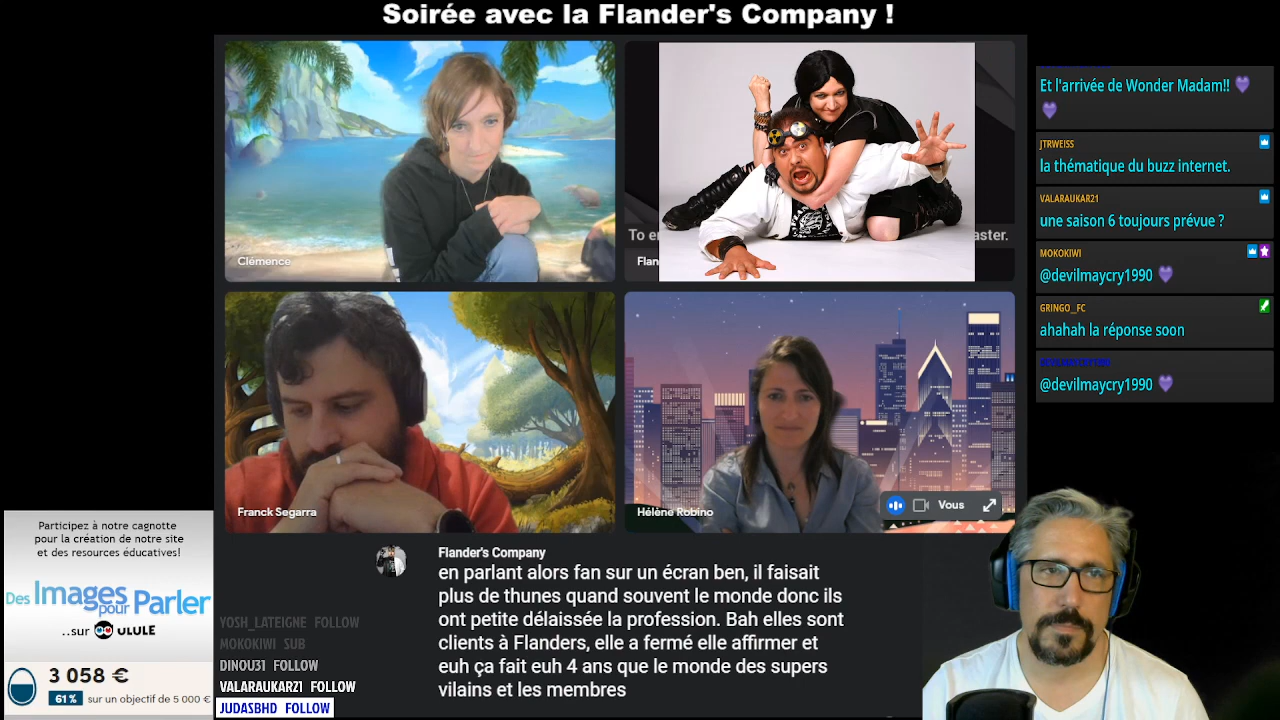 Soirée avec la Flander's Company !
Clémence
To e
aster.
Flan
Franck Segarra
Hélène Robino
Vous
Et l'arrivée de Wonder Madam!! 💜
💜
JTRWEISS
la thématique du buzz internet.
VALARAUKAR21
une saison 6 toujours prévue ?
MOKOKIWI
@devilmaycry1990 💜
GRINGO_FC
ahahah la réponse soon
@devilmaycry1990 💜
Participez à notre cagnotte
pour la création de notre site
et des resources éducatives!
Des Images pour Parler
..sur ULULE
3 058 €
61 % sur un objectif de 5 000 €
YOSH_LATEIGNE FOLLOW
MOKOKIWI SUB
DINOU31 FOLLOW
VALARAUKAR21 FOLLOW
JUDASBHD FOLLOW
Flander's Company
en parlant alors fan sur un écran ben, il faisait
plus de thunes quand souvent le monde donc ils
ont petite délaissée la profession. Bah elles sont
clients à Flanders, elle a fermé elle affirmer et
euh ça fait euh 4 ans que le monde des supers
vilains et les membres